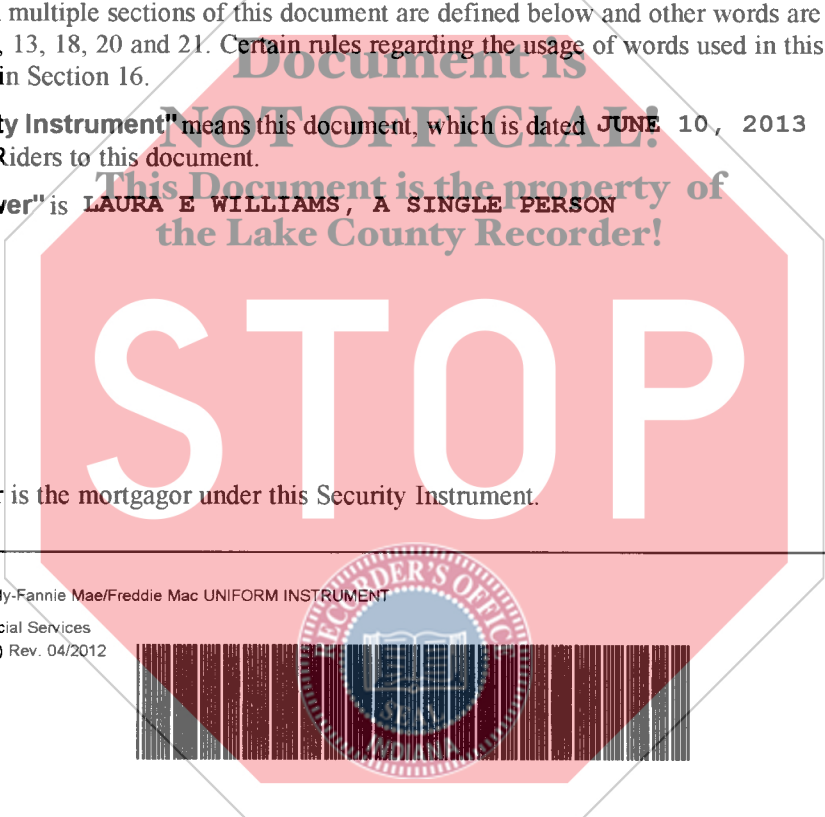 multiple sections of this document are defined below and other words are
, 13, 18, 20 and 21. Certain rules regarding the usage of words used in this
in Section 16.
Document is
NOT OFFICIAL!
ty Instrument" means this document, which is dated JUNE 10, 2013
Riders to this document.
This Document is the property of
the Lake County Recorder!
ver" is LAURA E WILLIAMS, A SINGLE PERSON
STOP
r is the mortgagor under this Security Instrument.
ly-Fannie Mae/Freddie Mac UNIFORM INSTRUMENT
cial Services
) Rev. 04/2012
RECORDER'S OFFICE
SEAL
INDIANA